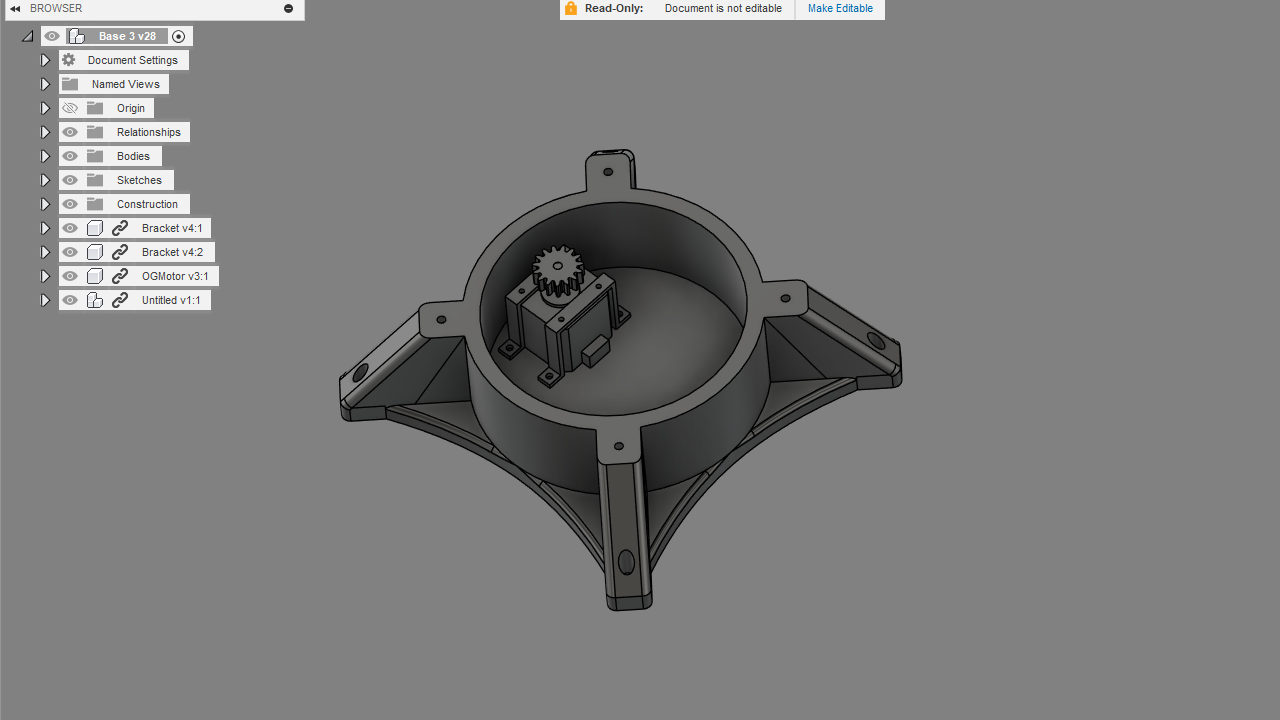 BROWSER
Read-Only: Document is not editable Make Editable
Base 3 v28
Document Settings
Named Views
Origin
Relationships
Bodies
Sketches
Construction
Bracket v4:1
Bracket v4:2
OGMotor v3:1
Untitled v1:1